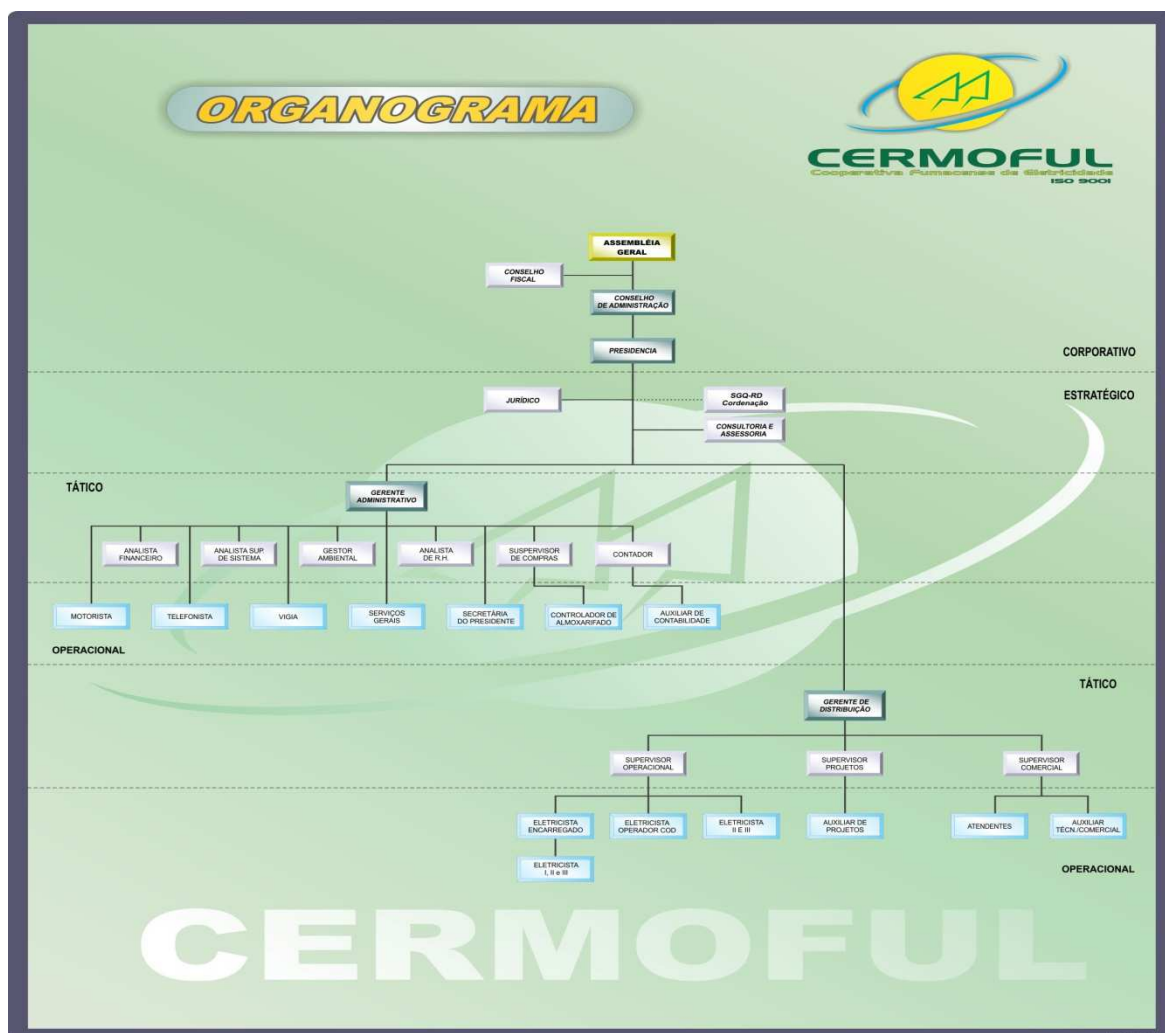 ORGANOGRAMA
CERMOFUL
Cooperativa Fumacense de Eletricidade
ISO 9001
ASSEMBLÉIA
GERAL
CONSELHO
FISCAL
CONSELHO
DE ADMINISTRAÇÃO
PRESIDENCIA
CORPORATIVO
ESTRATÉGICO
JURÍDICO
SGQ-RD
Cordenação
CONSULTORIA E
ASSESSORIA
TÁTICO
GERENTE
ADMINISTRATIVO
ANALISTA
FINANCEIRO
ANALISTA SUP.
DE SISTEMA
GESTOR
AMBIENTAL
ANALISTA
DE R.H.
SUSPERVISOR
DE COMPRAS
CONTADOR
MOTORISTA
TELEFONISTA
VIGIA
SERVIÇOS
GERAIS
SECRETÁRIA
DO PRESIDENTE
CONTROLADOR DE
ALMOXARIFADO
AUXILIAR DE
CONTABILIDADE
OPERACIONAL
TÁTICO
GERENTE DE
DISTRIBUIÇÃO
SUPERVISOR
OPERACIONAL
SUPERVISOR
PROJETOS
SUPERVISOR
COMERCIAL
ELETRICISTA
ENCARREGADO
ELETRICISTA
OPERADOR COD
ELETRICISTA
II E III
AUXILIAR DE
PROJETOS
ATENDENTES
AUXILIAR
TÉCN./COMERCIAL
ELETRICISTA
I, II e III
OPERACIONAL
CERMOFUL